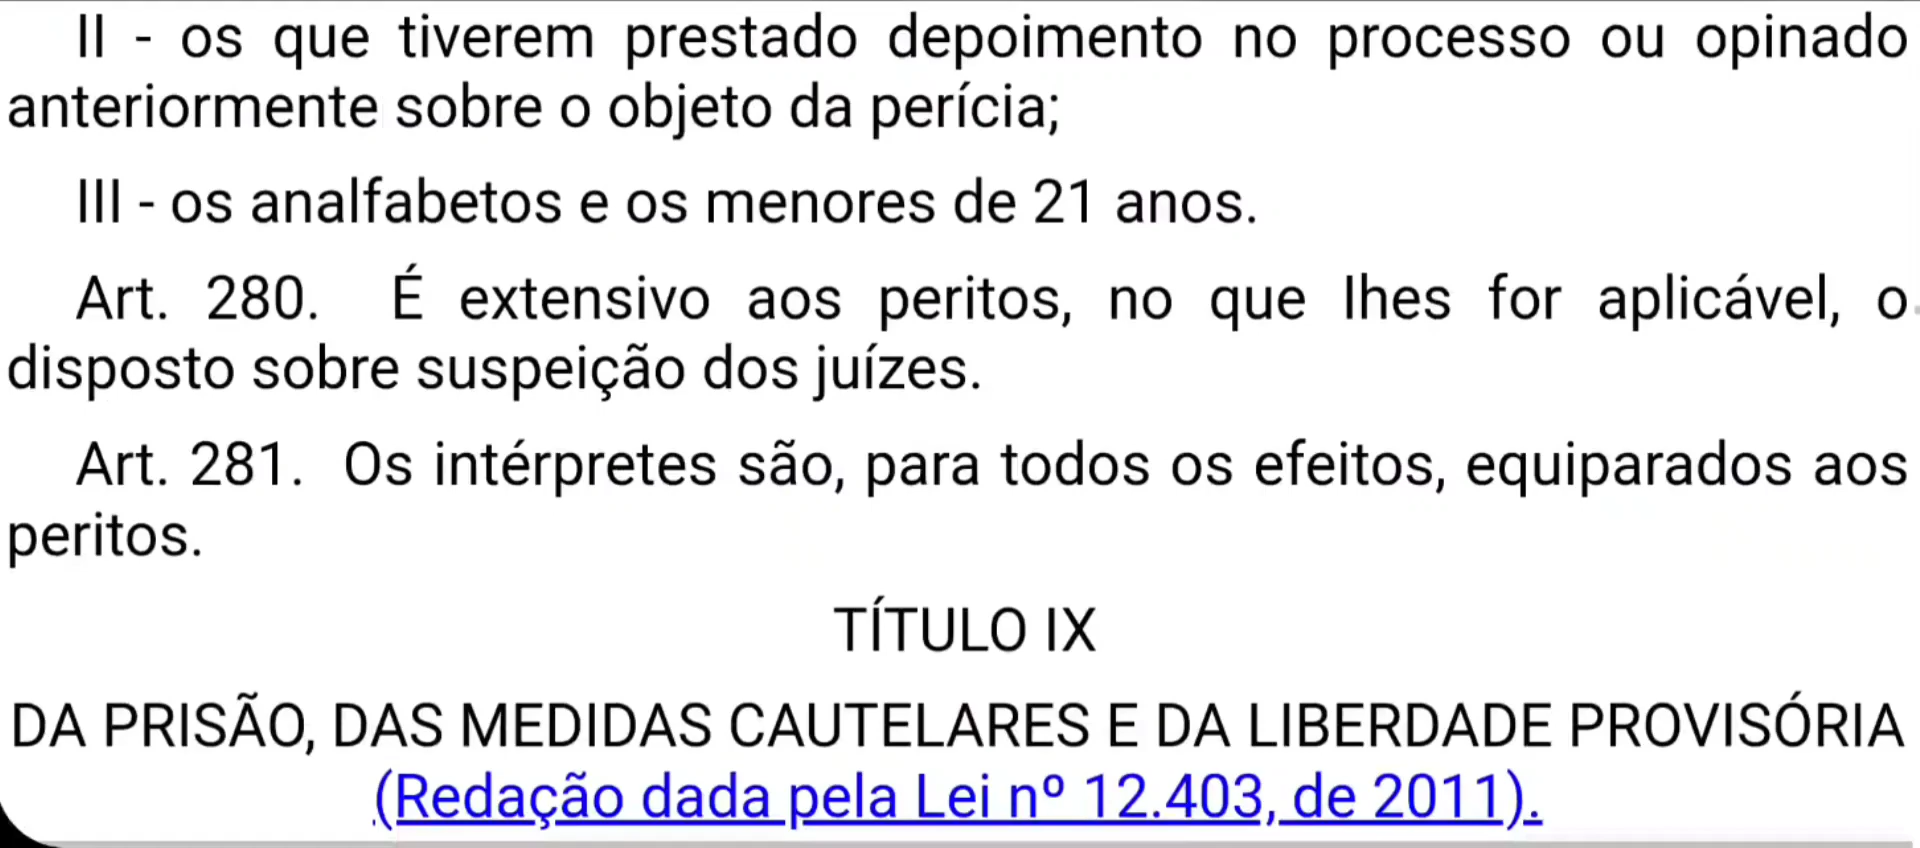 II - os que tiverem prestado depoimento no processo ou opinado
anteriormente sobre o objeto da perícia;
III - os analfabetos e os menores de 21 anos.
Art. 280. É extensivo aos peritos, no que lhes for aplicável, o
disposto sobre suspeição dos juízes.
Art. 281. Os intérpretes são, para todos os efeitos, equiparados aos
peritos.
TÍTULO IX
DA PRISÃO, DAS MEDIDAS CAUTELARES E DA LIBERDADE PROVISÓRIA
(Redação dada pela Lei nº 12.403, de 2011).